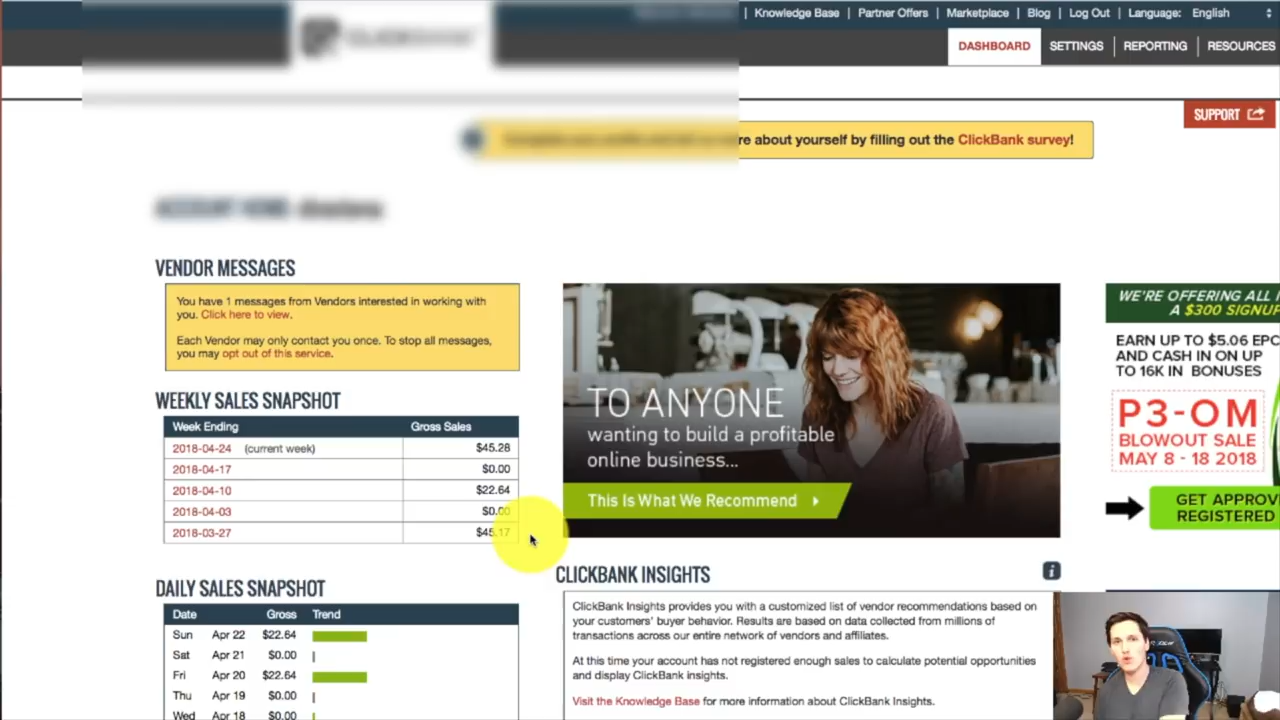 Knowledge Base | Partner Offers | Marketplace | Blog | Log Out | Language: English
DASHBOARD SETTINGS REPORTING RESOURCES
SUPPORT
re about yourself by filling out the ClickBank survey!
VENDOR MESSAGES
You have 1 messages from Vendors interested in working with
you. Click here to view.
Each Vendor may only contact you once. To stop all messages,
you may opt out of this service.
WEEKLY SALES SNAPSHOT
Week Ending Gross Sales
2018-04-24 (current week) $45.28
2018-04-17 $0.00
2018-04-10 $22.64
2018-04-03 $0.00
2018-03-27 $45.17
DAILY SALES SNAPSHOT
Date Gross Trend
Sun Apr 22 $22.64
Sat Apr 21 $0.00
Fri Apr 20 $22.64
Thu Apr 19 $0.00
Wed Apr 18 $0.00
TO ANYONE
wanting to build a profitable
online business...
This Is What We Recommend
CLICKBANK INSIGHTS
ClickBank Insights provides you with a customized list of vendor recommendations based on
your customers' buyer behavior. Results are based on data collected from millions of
transactions across our entire network of vendors and affiliates.
At this time your account has not registered enough sales to calculate potential opportunities
and display ClickBank insights.
Visit the Knowledge Base for more information about ClickBank Insights.
WE'RE OFFERING ALL
A $300 SIGNUP
EARN UP TO $5.06 EPC
AND CASH IN ON UP
TO 16K IN BONUSES
P3-OM
BLOWOUT SALE
MAY 8 - 18 2018
GET APPROV
REGISTERED